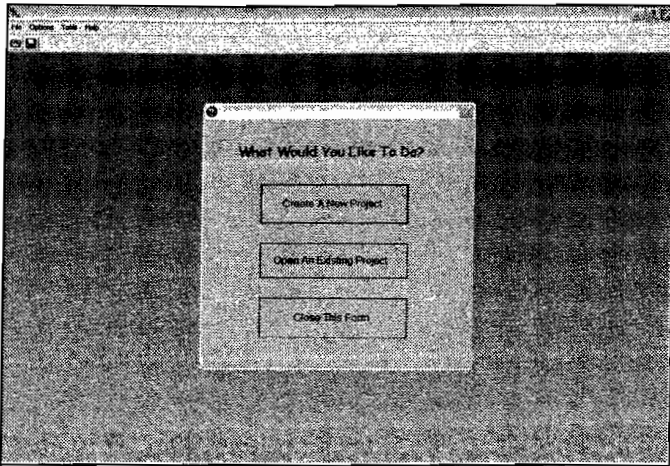 File Options Tools Help
What Would You Like To Do?
Create A New Project
Open An Existing Project
Close This Form